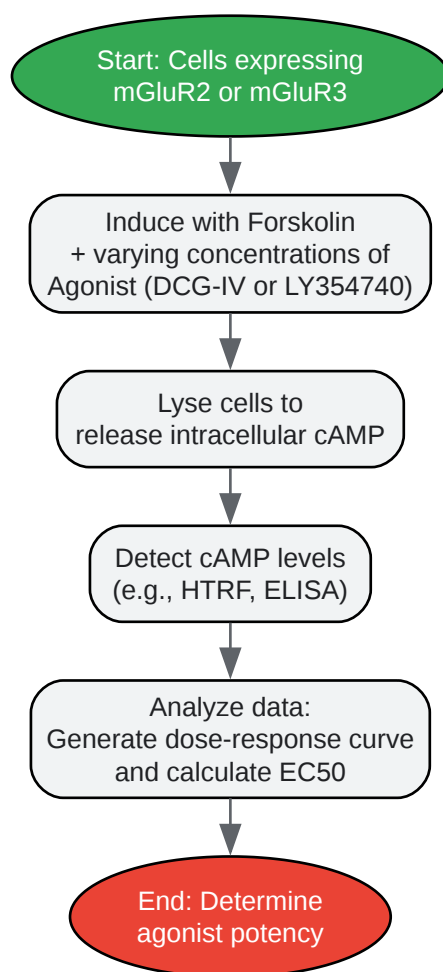 Start: Cells expressing
mGluR2 or mGluR3
Induce with Forskolin
+ varying concentrations of
Agonist (DCG-IV or LY354740)
Lyse cells to
release intracellular cAMP
Detect cAMP levels
(e.g., HTRF, ELISA)
Analyze data:
Generate dose-response curve
and calculate EC50
End: Determine
agonist potency